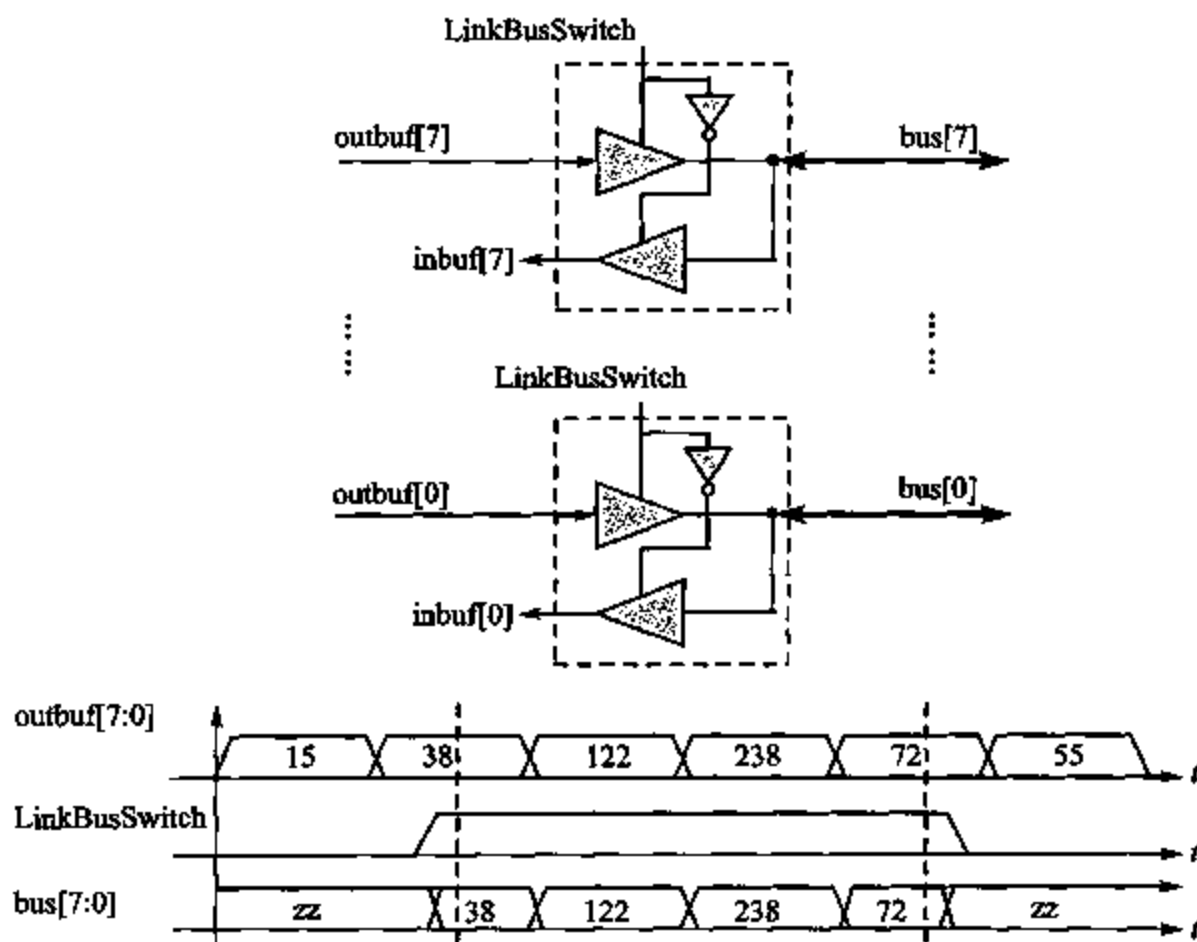 LinkBusSwitch
outbuf[7]
bus[7]
inbuf[7]
LinkBusSwitch
outbuf[0]
bus[0]
inbuf[0]
outbuf[7:0]
15 38 122 238 72 55
t
LinkBusSwitch
t
bus[7:0]
zz 38 122 238 72 zz
t